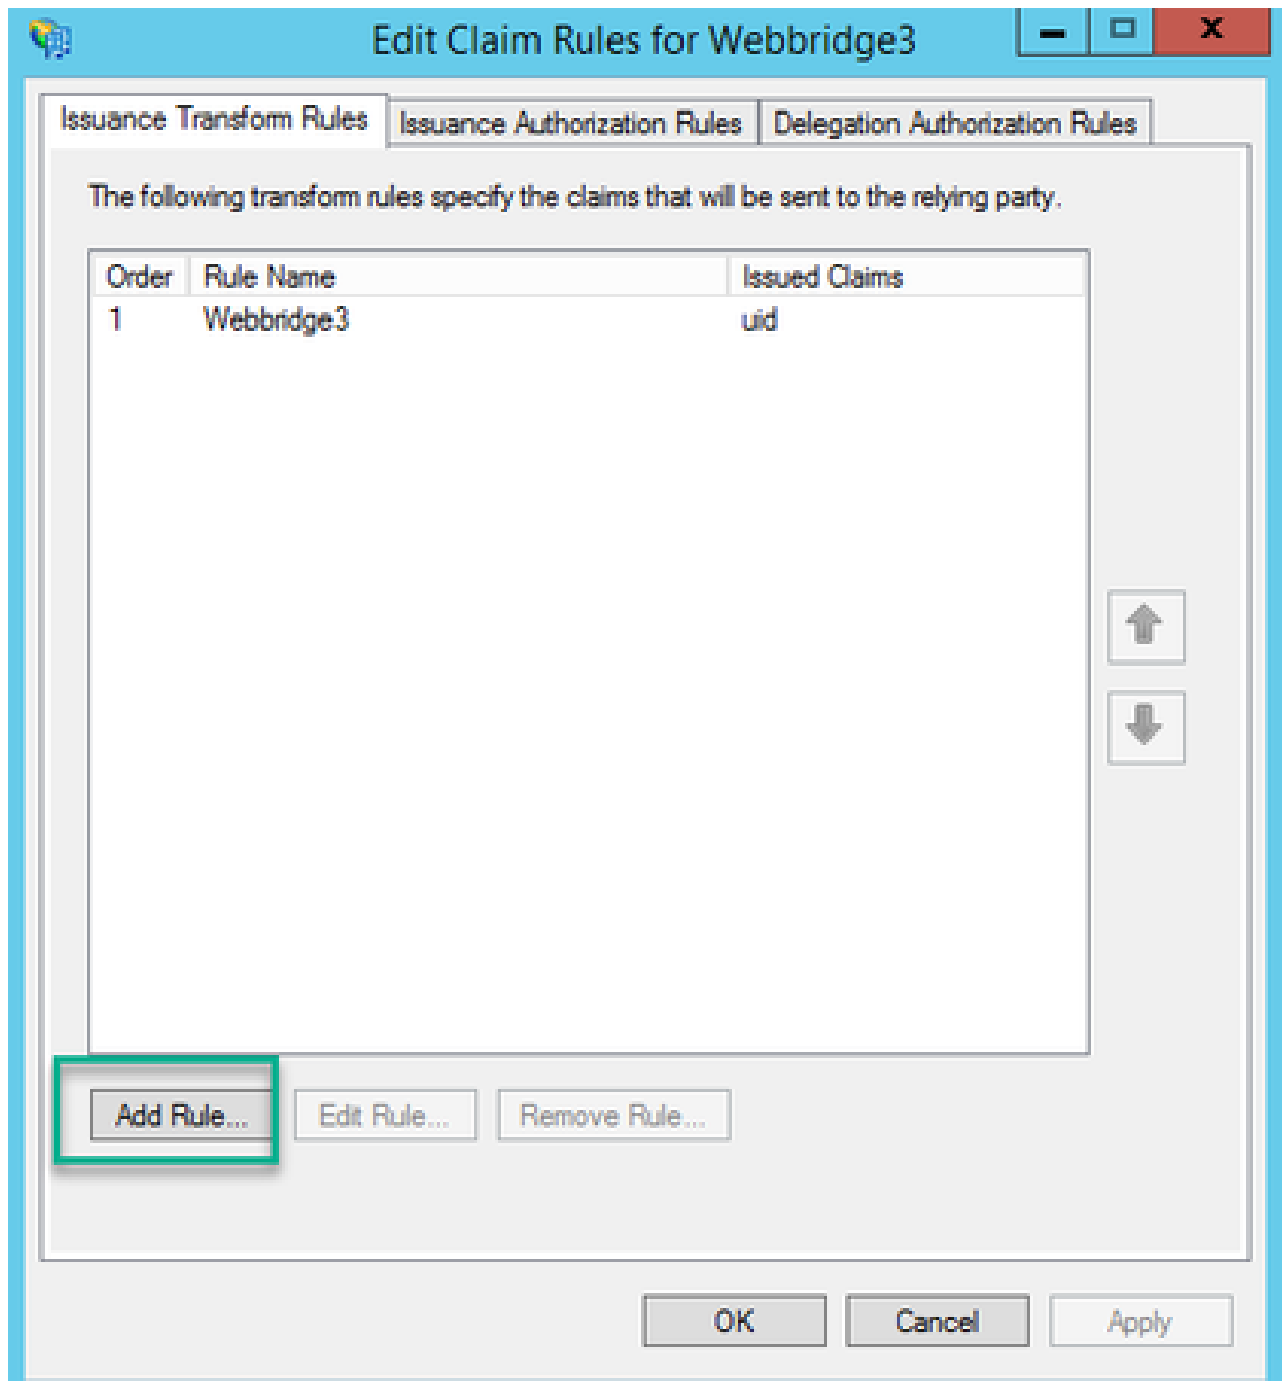 Edit Claim Rules for Webbridge3
Issuance Transform Rules Issuance Authorization Rules Delegation Authorization Rules
The following transform rules specify the claims that will be sent to the relying party.
Order Rule Name Issued Claims
1 Webbridge3 uid
Add Rule... Edit Rule... Remove Rule...
OK Cancel Apply